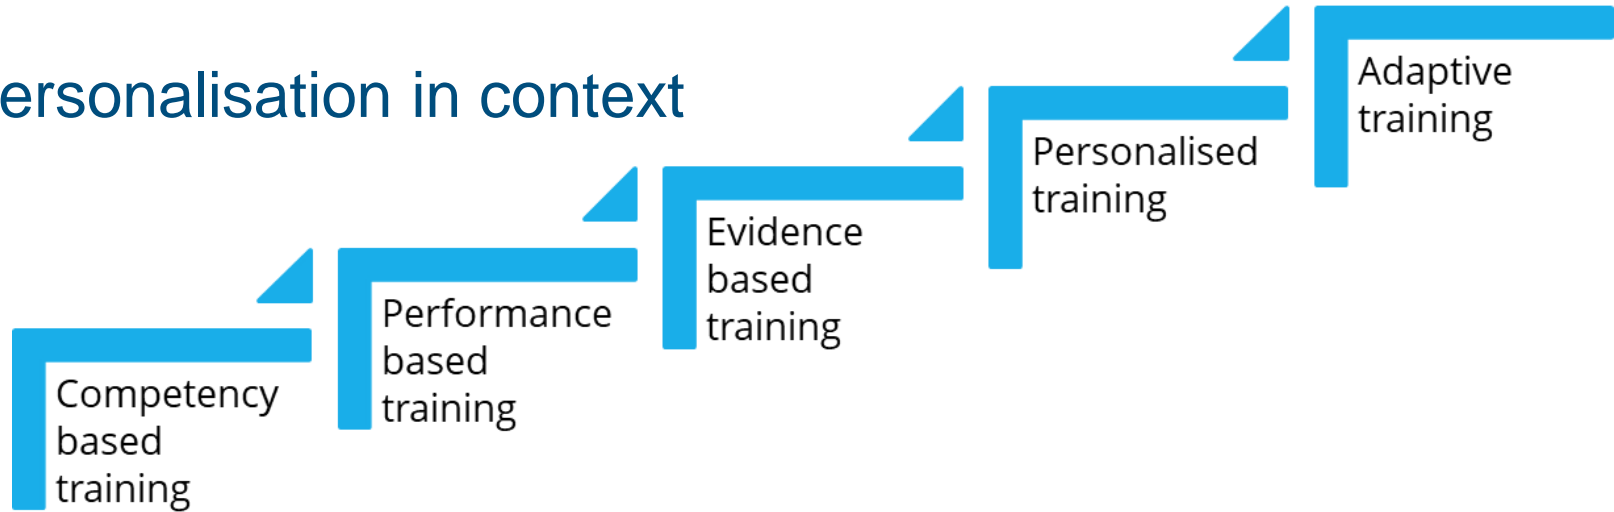 ersonalisation in context
Competency
based
training
Performance
based
training
Evidence
based
training
Personalised
training
Adaptive
training